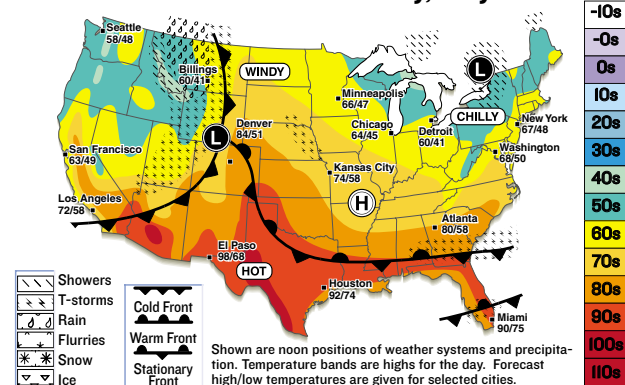 Seattle
58/48
Billings
60/41
WINDY
L
Minneapolis
66/47
CHILLY
New York
67/48
Chicago
64/45
Detroit
60/41
Washington
68/50
L
Denver
84/51
San Francisco
63/49
Kansas City
74/58
H
Los Angeles
72/58
Atlanta
80/58
El Paso
98/68
HOT
Houston
92/74
Miami
90/75
-10s
-0s
0s
10s
20s
30s
40s
50s
60s
70s
80s
90s
100s
110s
Showers
T-storms
Rain
Flurries
Snow
Ice
Cold Front
Warm Front
Stationary
Front
Shown are noon positions of weather systems and precipita-
tion. Temperature bands are highs for the day. Forecast
high/low temperatures are given for selected cities.